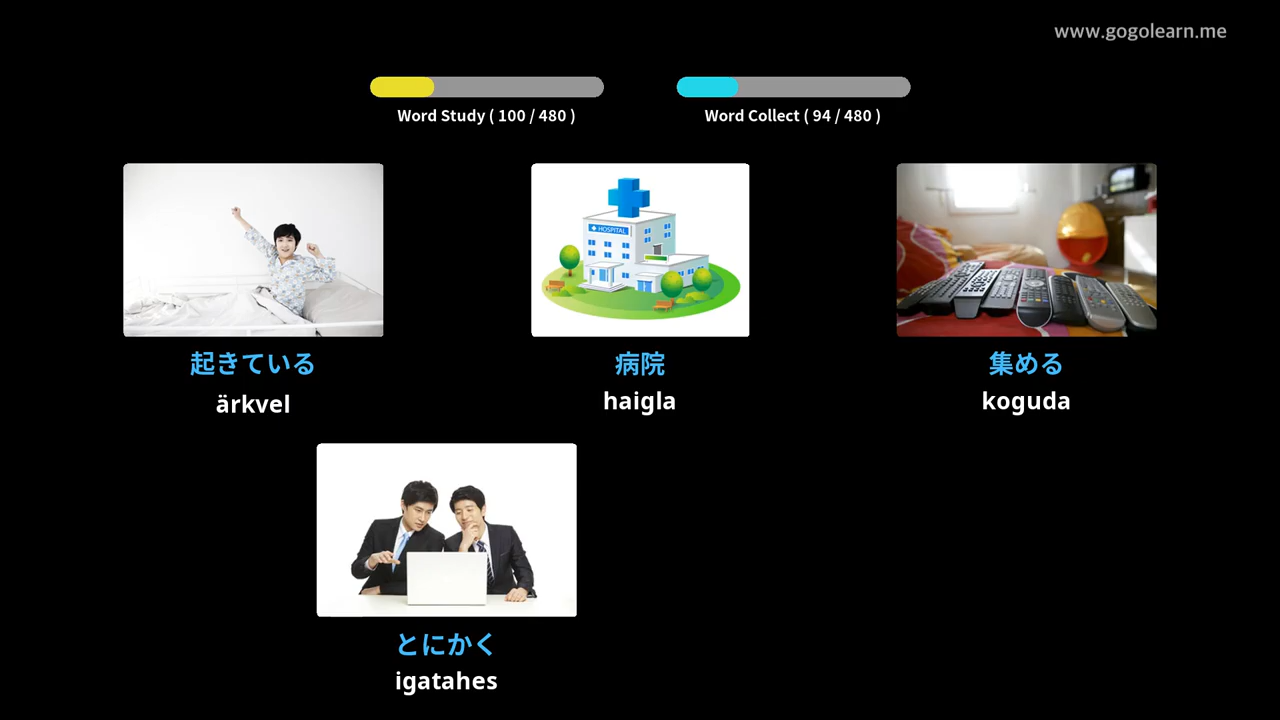 www.gogolearn.me
Word Study ( 100 / 480 )
Word Collect ( 94 / 480 )
HOSPITAL
起きている
ärkvel
病院
haigla
集める
koguda
とにかく
igatahes